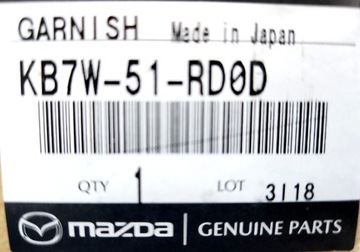 GARNISH Made in Japan
KB7W-51-RD0D
QTY 1 LOT 3118
mazda GENUINE PARTS